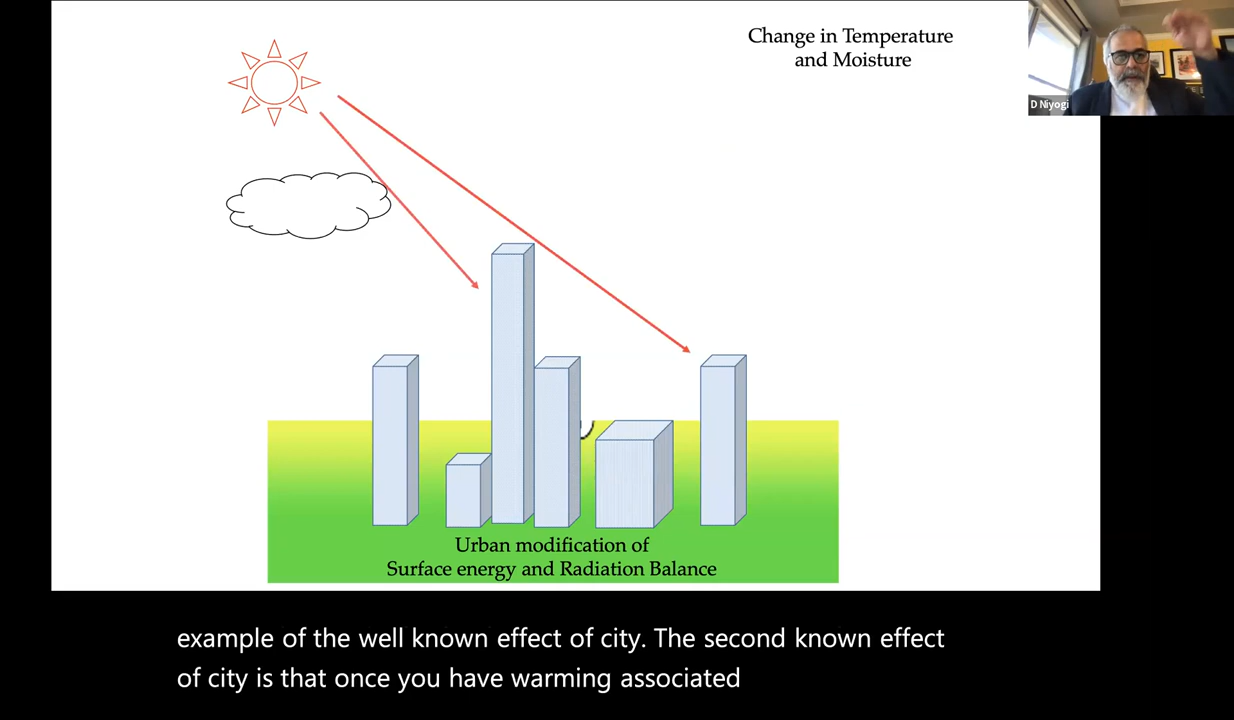 Change in Temperature
and Moisture
D Niyogi
Urban modification of
Surface energy and Radiation Balance
example of the well known effect of city. The second known effect
of city is that once you have warming associated